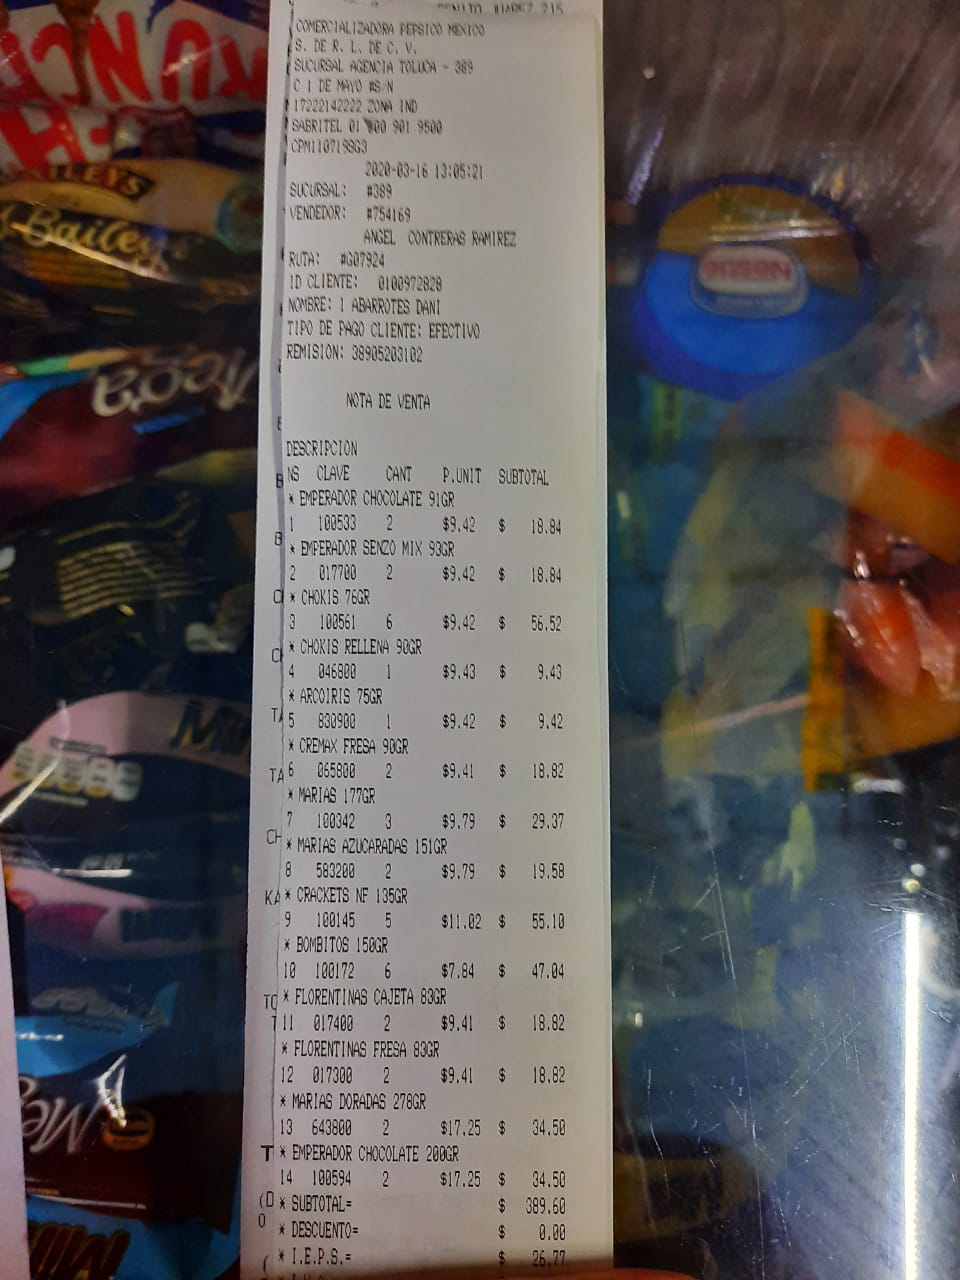 COMERCIALIZADORA PEPSICO MEXICO
S. DE R. L. DE C. V.
SUCURSAL AGENCIA TOLUCA - 389
C 1 DE MAYO #S/N
17222142222 ZONA IND
SABRITEL 01 800 901 9500
CPM1107198G3
2020-03-16 13:05:21
SUCURSAL: #389
VENDEDOR: #754169
ANGEL CONTRERAS RAMIREZ
RUTA: #G07924
ID CLIENTE: 0100972828
NOMBRE: 1 ABARROTES DANI
TIPO DE PAGO CLIENTE: EFECTIVO
REMISION: 38905203102
NOTA DE VENTA
DESCRIPCION
NS CLAVE CANT P.UNIT SUBTOTAL
* EMPERADOR CHOCOLATE 91GR
1 100533 2 $9.42 $ 18.84
* EMPERADOR SENZO MIX 93GR
2 017700 2 $9.42 $ 18.84
* CHOKIS 76GR
3 100561 6 $9.42 $ 56.52
* CHOKIS RELLENA 90GR
4 046800 1 $9.43 $ 9.43
* ARCOIRIS 75GR
5 830900 1 $9.42 $ 9.42
* CREMAX FRESA 90GR
6 065800 2 $9.41 $ 18.82
* MARIAS 177GR
7 100342 3 $9.79 $ 29.37
* MARIAS AZUCARADAS 151GR
8 583200 2 $9.79 $ 19.58
* CRACKETS NF 135GR
9 100145 5 $11.02 $ 55.10
* BOMBITOS 150GR
10 100172 6 $7.84 $ 47.04
* FLORENTINAS CAJETA 83GR
11 017400 2 $9.41 $ 18.82
* FLORENTINAS FRESA 83GR
12 017300 2 $9.41 $ 18.82
* MARIAS DORADAS 278GR
13 643800 2 $17.25 $ 34.50
* EMPERADOR CHOCOLATE 200GR
14 100594 2 $17.25 $ 34.50
* SUBTOTAL= $ 389.60
* DESCUENTO= $ 0.00
* I.E.P.S.= $ 26.77
BAILEYS
Baileys
Mega
Nestlé